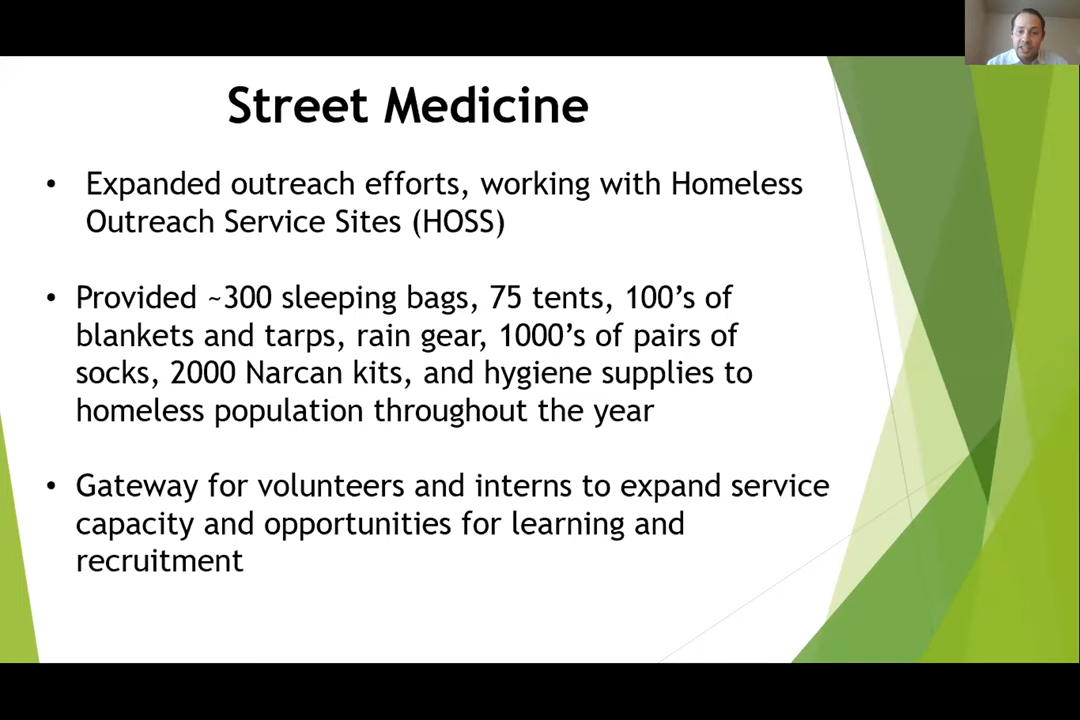 Street Medicine
• Expanded outreach efforts, working with Homeless
Outreach Service Sites (HOSS)
• Provided ~300 sleeping bags, 75 tents, 100's of
blankets and tarps, rain gear, 1000's of pairs of
socks, 2000 Narcan kits, and hygiene supplies to
homeless population throughout the year
• Gateway for volunteers and interns to expand service
capacity and opportunities for learning and
recruitment